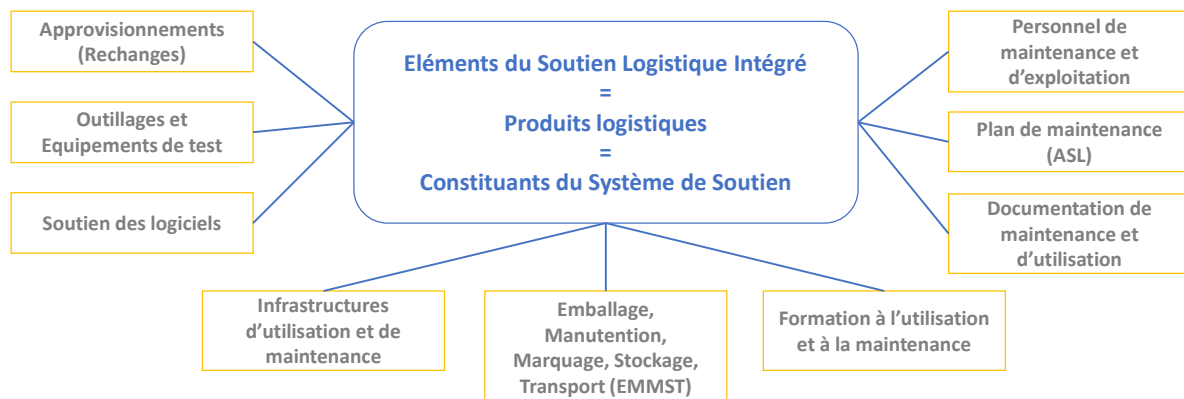 Approvisionnements
(Rechanges)
Outillages et
Equipements de test
Soutien des logiciels
Eléments du Soutien Logistique Intégré
=
Produits logistiques
=
Constituants du Système de Soutien
Personnel de
maintenance et
d’exploitation
Plan de maintenance
(ASL)
Documentation de
maintenance et
d’utilisation
Infrastructures
d’utilisation et de
maintenance
Emballage,
Manutention,
Marquage, Stockage,
Transport (EMMST)
Formation à l’utilisation
et à la maintenance